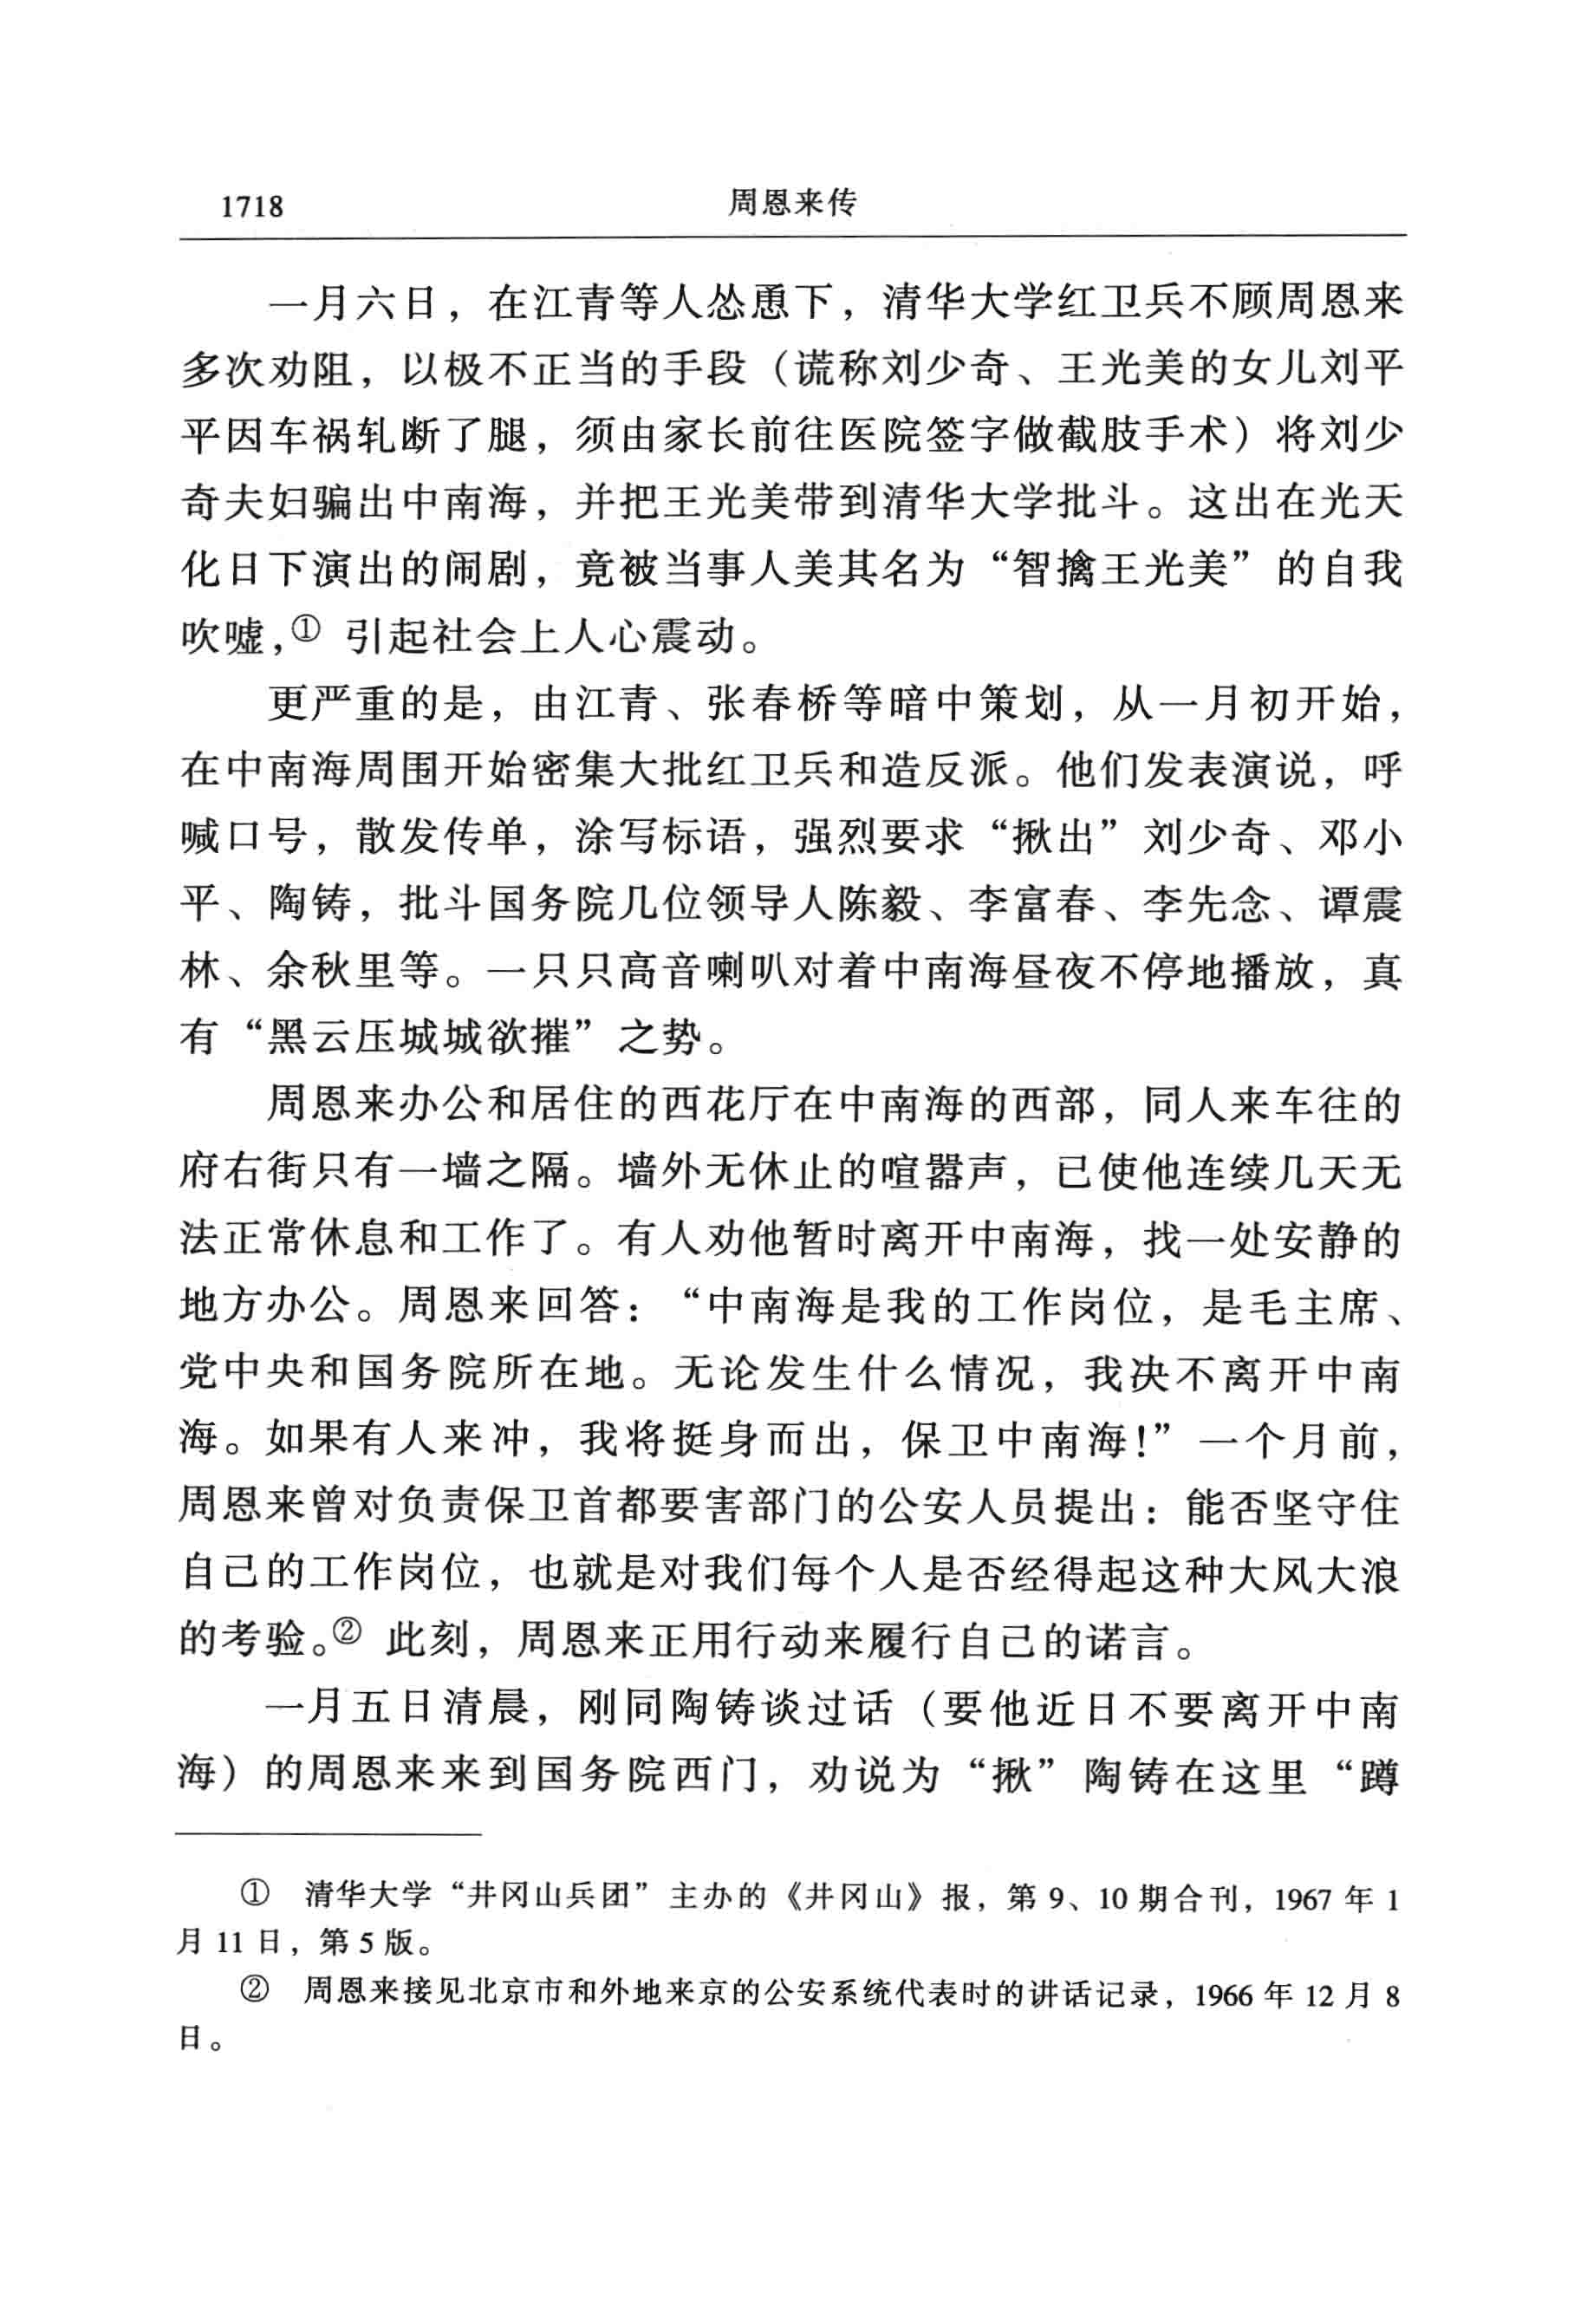 1718
周恩来传
一月六日，在江青等人怂恿下，清华大学红卫兵不顾周恩来
多次劝阻，以极不正当的手段（谎称刘少奇、王光美的女儿刘平
平因车祸轧断了腿，须由家长前往医院签字做截肢手术）将刘少
奇夫妇骗出中南海，并把王光美带到清华大学批斗。这出在光天
化日下演出的闹剧，竟被当事人美其名为“智擒王光美”的自我
吹嘘，① 引起社会上人心震动。
更严重的是，由江青、张春桥等暗中策划，从一月初开始，
在中南海周围开始密集大批红卫兵和造反派。他们发表演说，呼
喊口号，散发传单，涂写标语，强烈要求“揪出”刘少奇、邓小
平、陶铸，批斗国务院几位领导人陈毅、李富春、李先念、谭震
林、余秋里等。一只只高音喇叭对着中南海昼夜不停地播放，真
有“黑云压城城欲摧”之势。
周恩来办公和居住的西花厅在中南海的西部，同人来车往的
府右街只有一墙之隔。墙外无休止的喧嚣声，已使他连续几天无
法正常休息和工作了。有人劝他暂时离开中南海，找一处安静的
地方办公。周恩来回答：“中南海是我的工作岗位，是毛主席、
党中央和国务院所在地。无论发生什么情况，我决不离开中南
海。如果有人来冲，我将挺身而出，保卫中南海！”一个月前，
周恩来曾对负责保卫首都要害部门的公安人员提出：能否坚守住
自己的工作岗位，也就是对我们每个人是否经得起这种大风大浪
的考验。② 此刻，周恩来正用行动来履行自己的诺言。
一月五日清晨，刚同陶铸谈过话（要他近日不要离开中南
海）的周恩来来到国务院西门，劝说为“揪”陶铸在这里“蹲
① 清华大学“井冈山兵团”主办的《井冈山》报，第 9、10 期合刊，1967 年 1
月 11 日，第 5 版。
② 周恩来接见北京市和外地来京的公安系统代表时的讲话记录，1966 年 12 月 8
日。